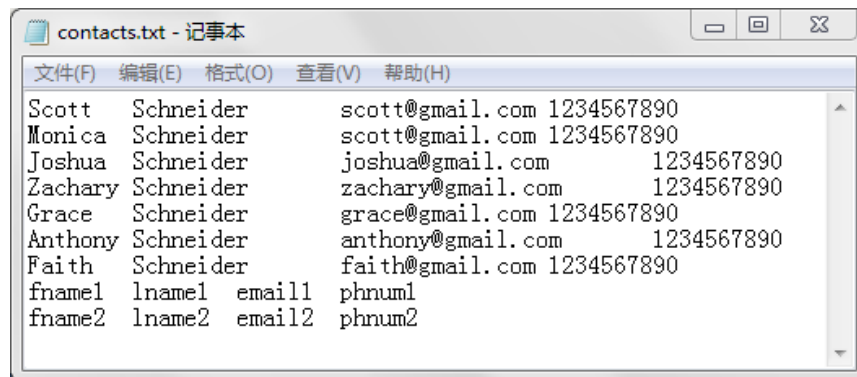 contacts.txt - 记事本
文件(F) 编辑(E) 格式(O) 查看(V) 帮助(H)
Scott Schneider scott@gmail.com 1234567890
Monica Schneider scott@gmail.com 1234567890
Joshua Schneider joshua@gmail.com 1234567890
Zachary Schneider zachary@gmail.com 1234567890
Grace Schneider grace@gmail.com 1234567890
Anthony Schneider anthony@gmail.com 1234567890
Faith Schneider faith@gmail.com 1234567890
fname1 lname1 email1 phnum1
fname2 lname2 email2 phnum2